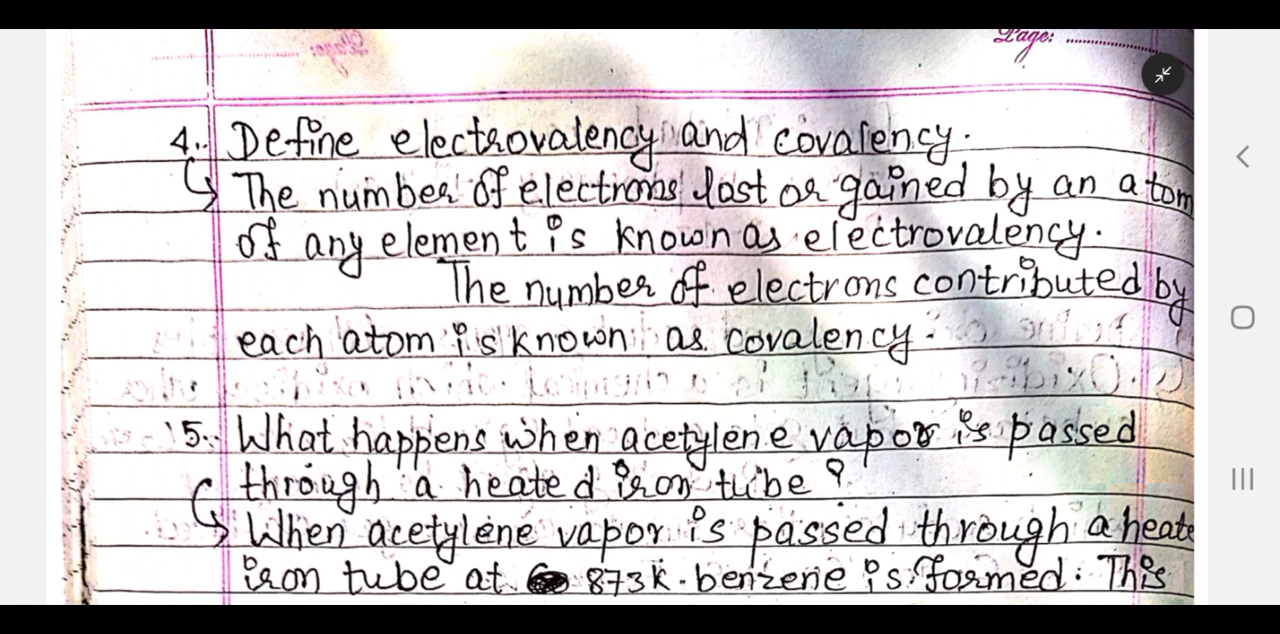 Page:
4. Define electrovalency and covalency.
The number of electrons lost or gained by an atom
of any element is known as electrovalency.
The number of electrons contributed by
each atom is known as covalency.
5. What happens when acetylene vapor is passed
through a heated iron tube?
When acetylene vapor is passed through a heate
iron tube at 873K. benzene is formed. This